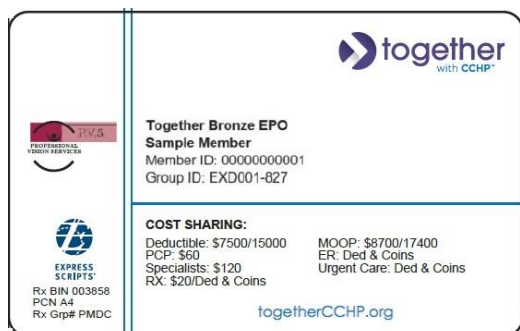 together
with CCHP™
P.V.S.
PROFESSIONAL
VISION SERVICES
Together Bronze EPO
Sample Member
Member ID: 00000000001
Group ID: EXD001-827
EXPRESS
SCRIPTS®
Rx BIN 003858
PCN A4
Rx Grp# PMDC
COST SHARING:
Deductible: $7500/15000
PCP: $60
Specialists: $120
RX: $20/Ded & Coins
MOOP: $8700/17400
ER: Ded & Coins
Urgent Care: Ded & Coins
togetherCCHP.org